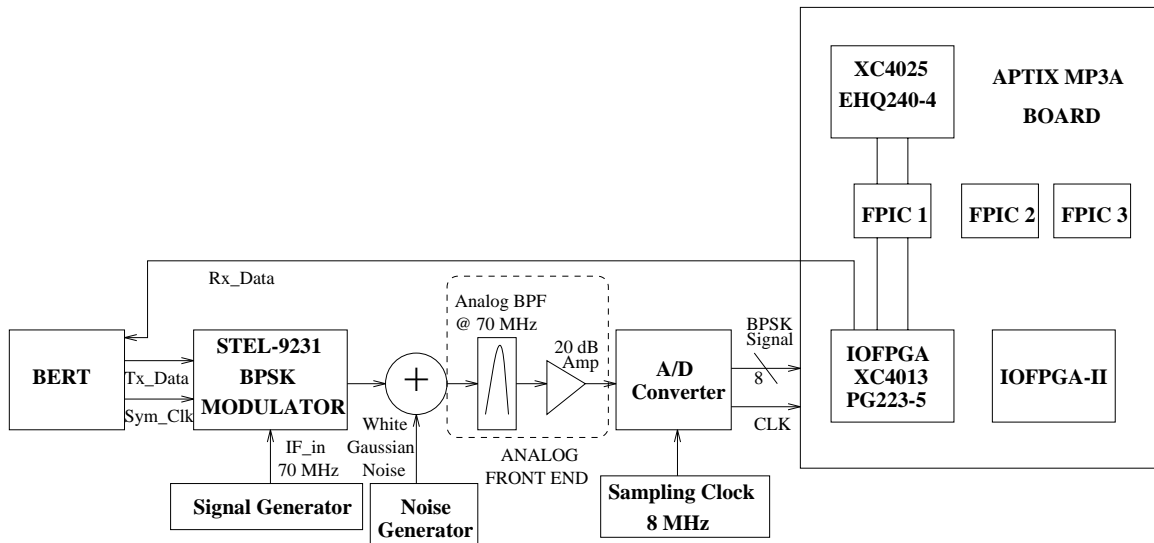 XC4025
EHQ240-4
APTIX MP3A
BOARD
FPIC 1
FPIC 2
FPIC 3
Rx_Data
Analog BPF
@ 70 MHz
20 dB
Amp
BPSK
Signal
8
CLK
BERT
Tx_Data
Sym_Clk
STEL-9231
BPSK
MODULATOR
+
A/D
Converter
IOFPGA
XC4013
PG223-5
IOFPGA-II
IF_in
70 MHz
White
Gaussian
Noise
ANALOG
FRONT END
Signal Generator
Noise
Generator
Sampling Clock
8 MHz